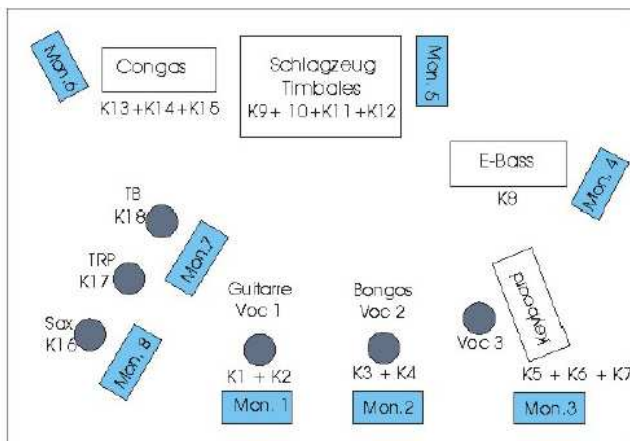 Mon.6
Congas
K13+K14+K15
Schlagzeug
Timbales
K9+ 10+K11+K12
Mon. 5
E-Bass
K8
Mon. 4
TB
K18
Mon.7
TRP
K17
Sax
K16
Mon. 8
Guitarre
Voc 1
K1 + K2
Mon. 1
Bongas
Voc 2
K3 + K4
Mon.2
Voc 3
Keyboard
K5 + K6 + K7
Mon.3